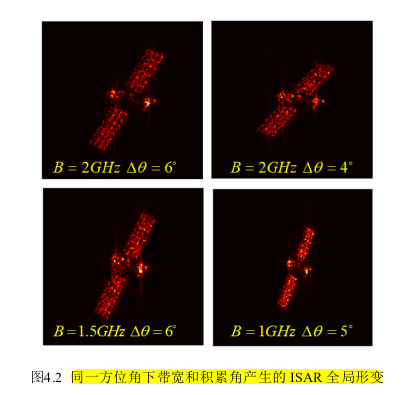 B = 2GHz Δθ = 6°
B = 2GHz Δθ = 4°
B = 1.5GHz Δθ = 6°
B = 1GHz Δθ = 5°
图4.2 同一方位角下带宽和积累角产生的 ISAR 全局形变